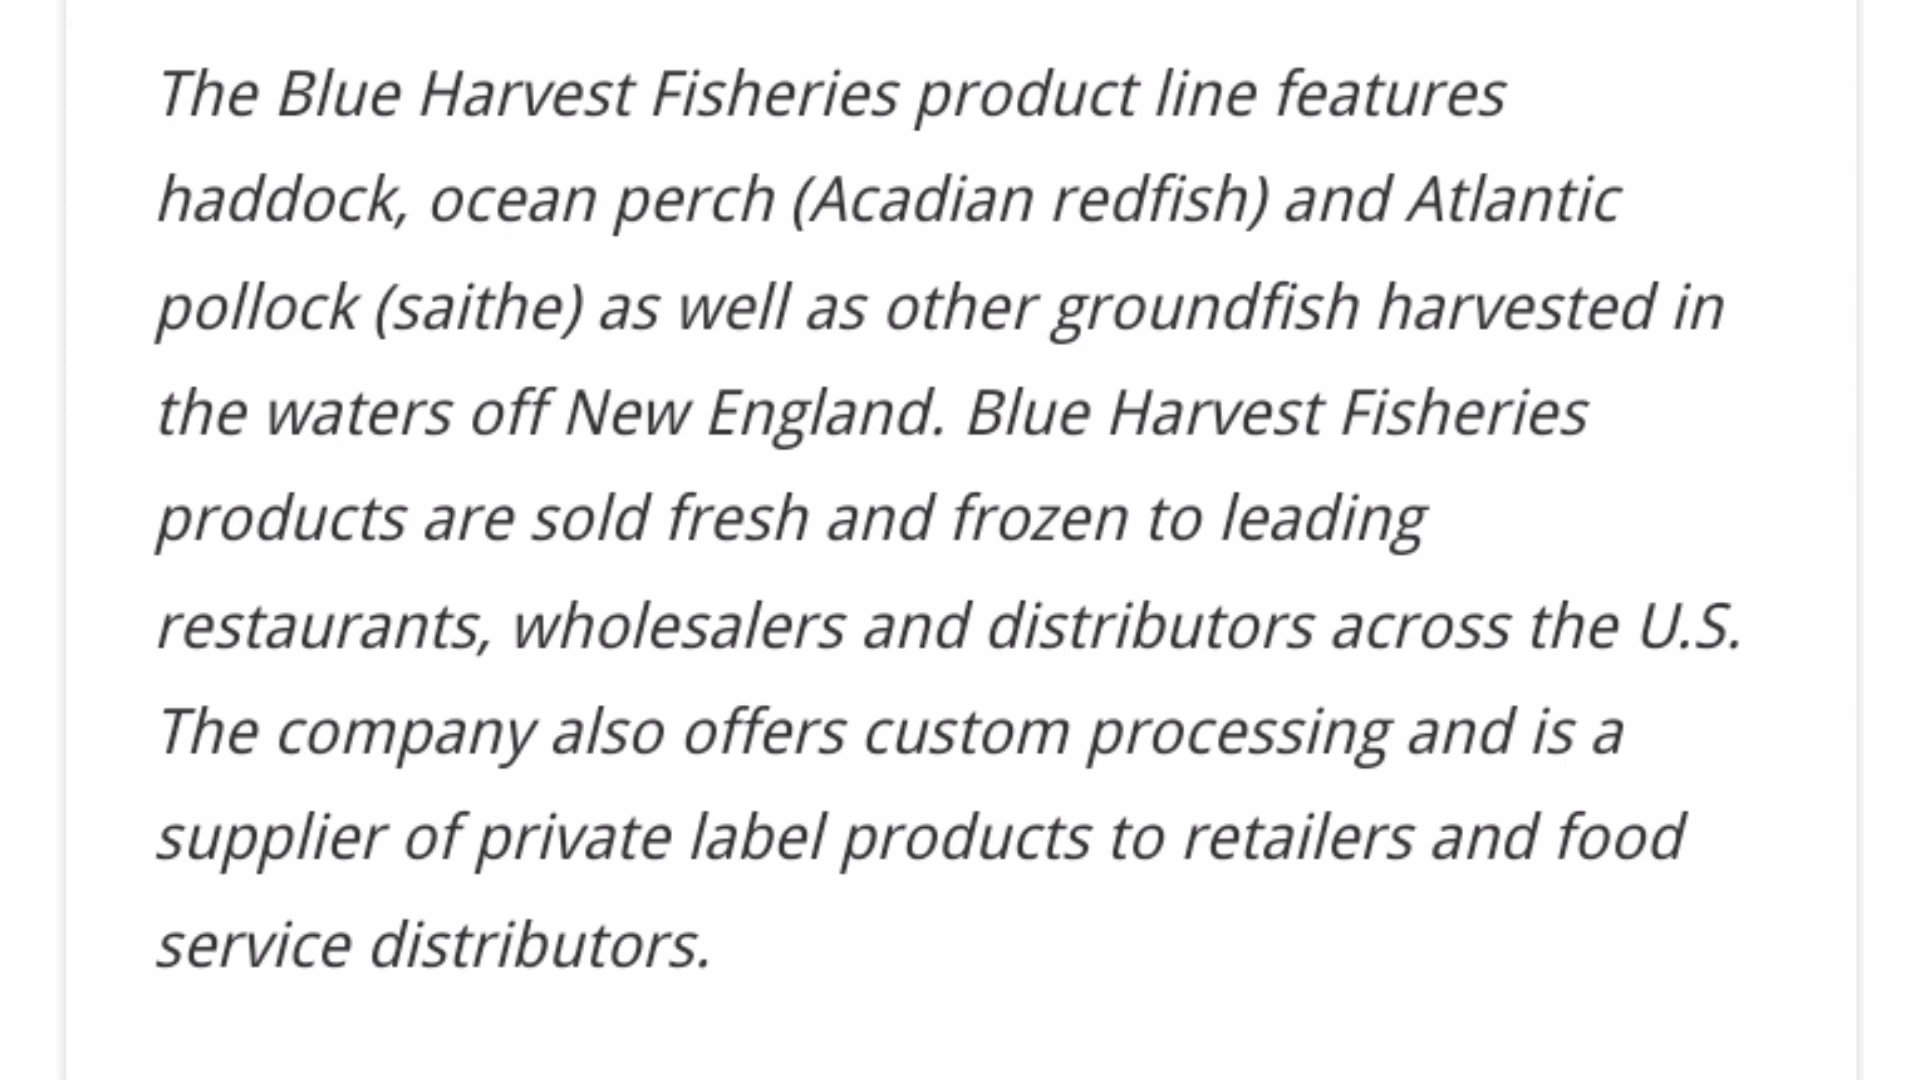 The Blue Harvest Fisheries product line features
haddock, ocean perch (Acadian redfish) and Atlantic
pollock (saithe) as well as other groundfish harvested in
the waters off New England. Blue Harvest Fisheries
products are sold fresh and frozen to leading
restaurants, wholesalers and distributors across the U.S.
The company also offers custom processing and is a
supplier of private label products to retailers and food
service distributors.